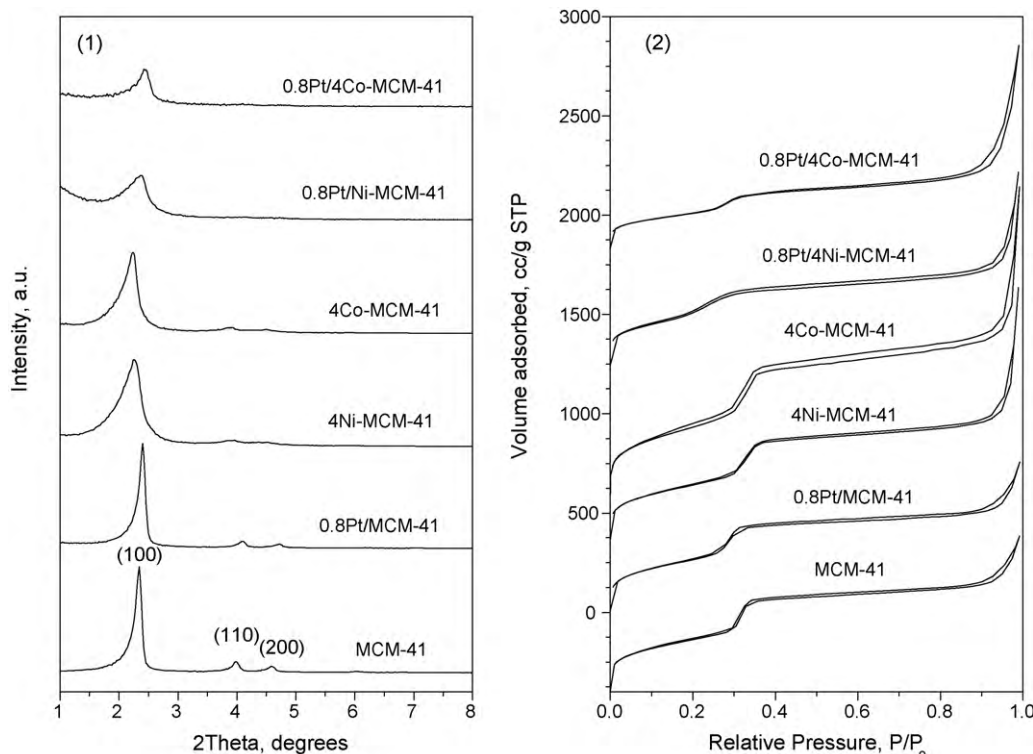 (1)
0.8Pt/4Co-MCM-41
0.8Pt/Ni-MCM-41
4Co-MCM-41
4Ni-MCM-41
0.8Pt/MCM-41
(100)
(110)
(200)
MCM-41
Intensity, a.u.
1 2 3 4 5 6 7 8
2Theta, degrees
(2)
3000
2500
2000
1500
1000
500
0
0.8Pt/4Co-MCM-41
0.8Pt/4Ni-MCM-41
4Co-MCM-41
4Ni-MCM-41
0.8Pt/MCM-41
MCM-41
Volume adsorbed, cc/g STP
0.0 0.2 0.4 0.6 0.8 1.0
Relative Pressure, P/P